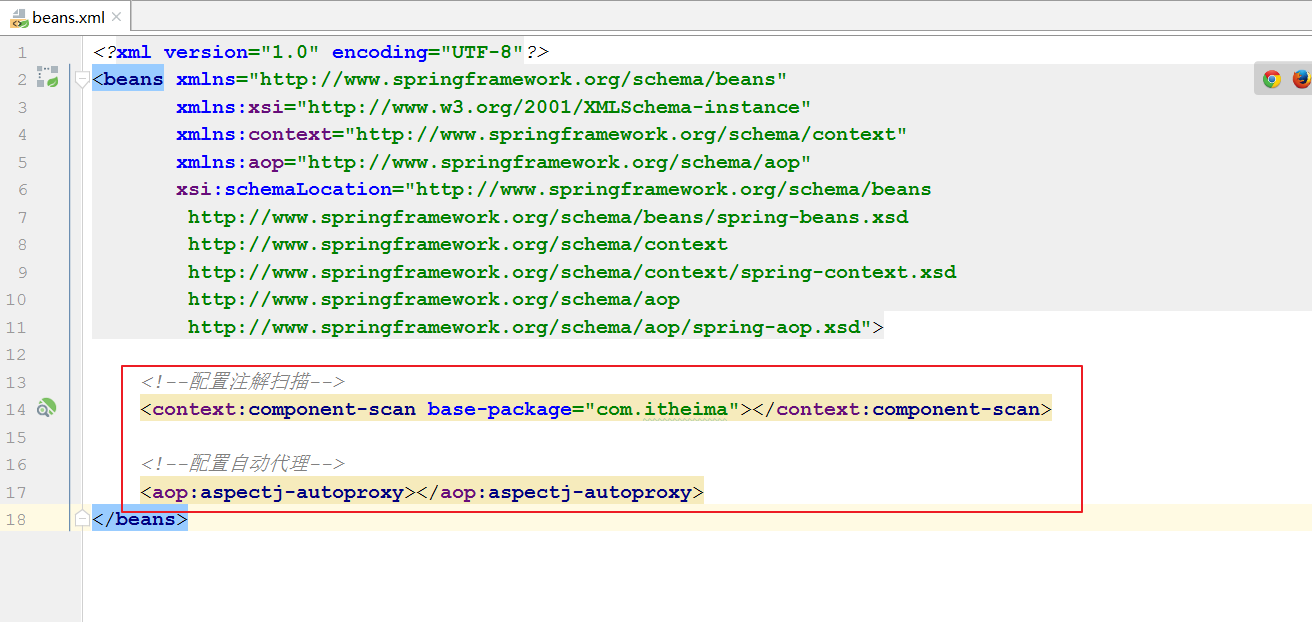 beans.xml
1 <?xml version="1.0" encoding="UTF-8"?>
2 <beans xmlns="http://www.springframework.org/schema/beans"
3 xmlns:xsi="http://www.w3.org/2001/XMLSchema-instance"
4 xmlns:context="http://www.springframework.org/schema/context"
5 xmlns:aop="http://www.springframework.org/schema/aop"
6 xsi:schemaLocation="http://www.springframework.org/schema/beans
7 http://www.springframework.org/schema/beans/spring-beans.xsd
8 http://www.springframework.org/schema/context
9 http://www.springframework.org/schema/context/spring-context.xsd
10 http://www.springframework.org/schema/aop
11 http://www.springframework.org/schema/aop/spring-aop.xsd">
12
13 <!--配置注解扫描-->
14 <context:component-scan base-package="com.itheima"></context:component-scan>
15
16 <!--配置自动代理-->
17 <aop:aspectj-autoproxy></aop:aspectj-autoproxy>
18 </beans>